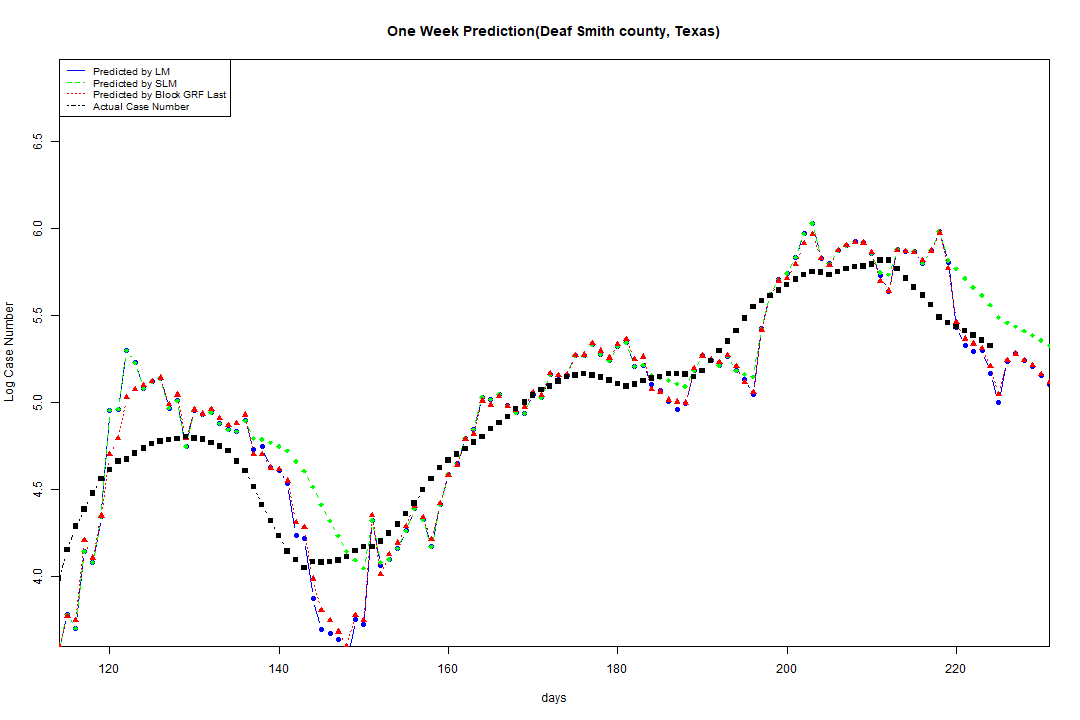 One Week Prediction(Deaf Smith county, Texas)
Predicted by LM
Predicted by SLM
Predicted by Block GRF Last
Actual Case Number
Log Case Number
6.5
6.0
5.5
5.0
4.5
4.0
120 140 160 180 200 220
days